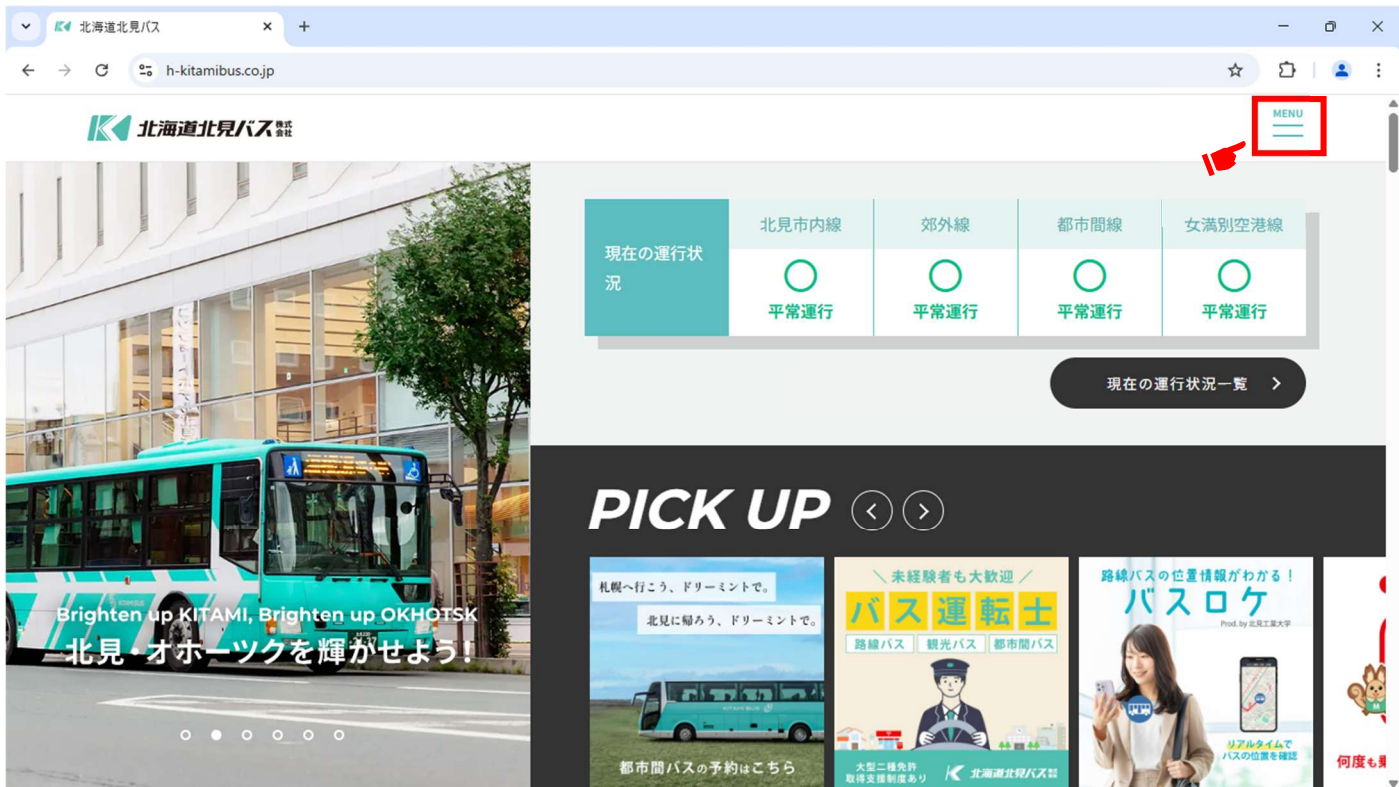 北海道北見バス
h-kitamibus.co.jp
北海道北見バス株式会社
MENU
現在の運行状況
北見市内線 郊外線 都市間線 女満別空港線
平常運行 平常運行 平常運行 平常運行
現在の運行状況一覧
Brighten up KITAMI, Brighten up OKHOTSK
北見・オホーツクを輝かせよう!
PICK UP
札幌へ行こう、ドリーミントで。
北見に帰ろう、ドリーミントで。
KITAMI BUS
都市間バスの予約はこちら
＼未経験者も大歓迎／
バス運転士
路線バス 観光バス 都市間バス
大型二種免許
取得支援制度あり
北海道北見バス株式会社
路線バスの位置情報がわかる！
バスロケ
Prod. by 北見工業大学
リアルタイムで
バスの位置を確認
M
何度も